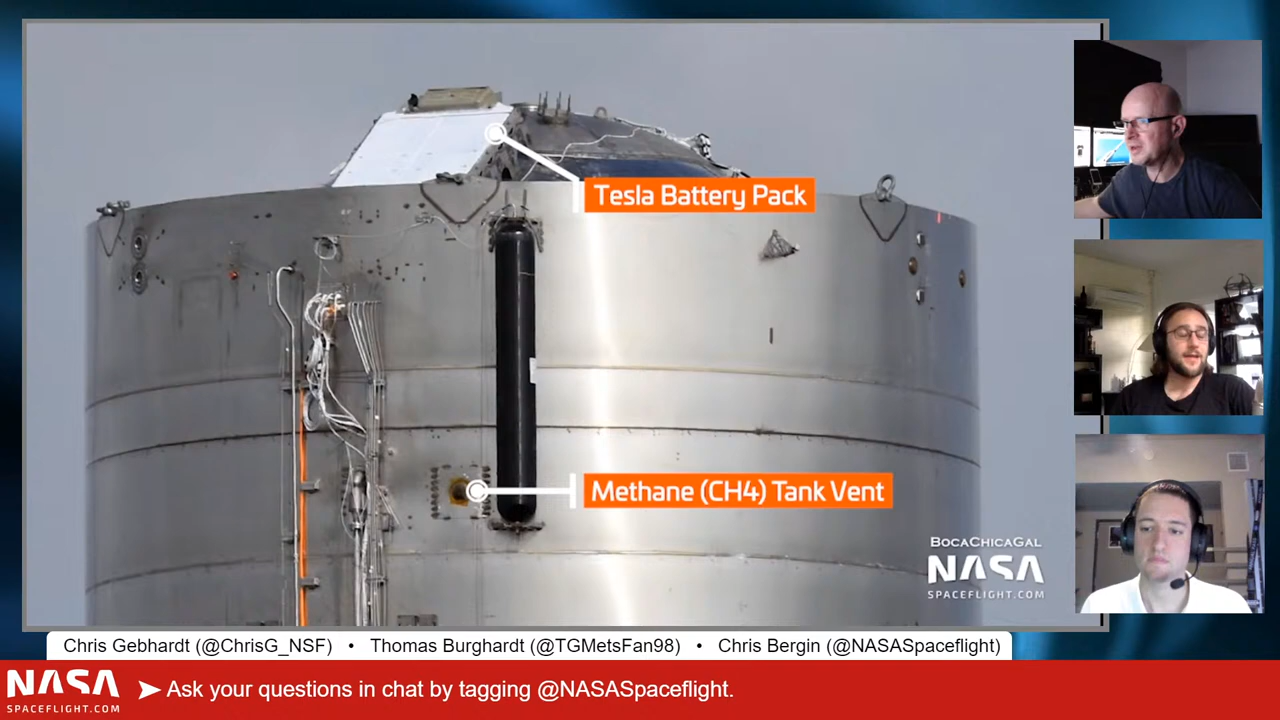 Tesla Battery Pack
Methane (CH4) Tank Vent
BOCACHICAGAL
NASA
SPACEFLIGHT.COM
Chris Gebhardt (@ChrisG_NSF) • Thomas Burghardt (@TGMetsFan98) • Chris Bergin (@NASASpaceflight)
NASA
SPACEFLIGHT.COM
Ask your questions in chat by tagging @NASASpaceflight.